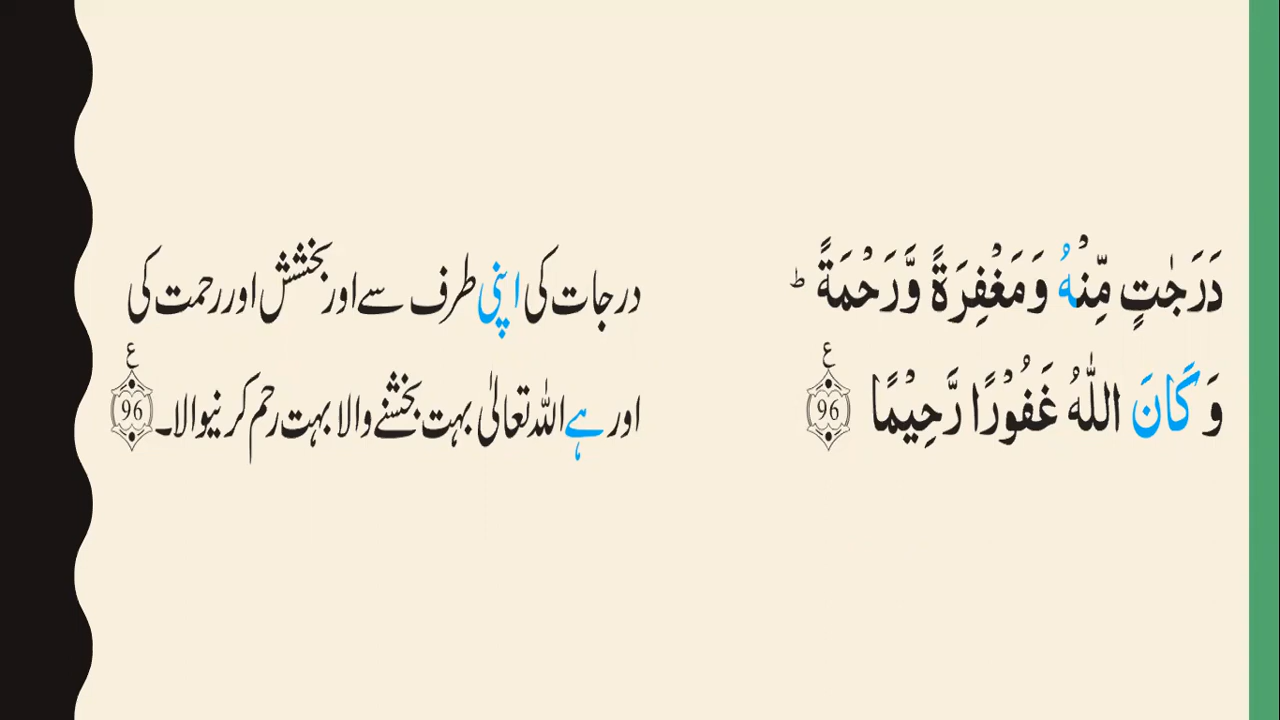 دَرَجٰتٍ مِّنْهُ وَمَغْفِرَةً وَّرَحْمَةً ؕ
وَ كَانَ اللّٰهُ غَفُوْرًا رَّحِيْمًا 96 ع
درجات کی اپنی طرف سے اور بخشش اور رحمت کی
اور ہے اللہ تعالیٰ بہت بخشنے والا بہت رحم کرنیوالا۔ 96 ع